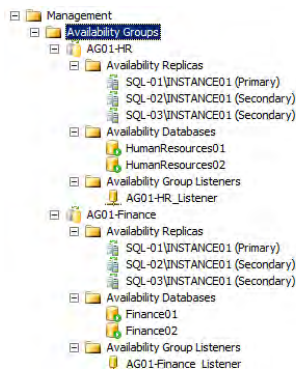 Management
Availability Groups
AG01-HR
Availability Replicas
SQL-01\INSTANCE01 (Primary)
SQL-02\INSTANCE01 (Secondary)
SQL-03\INSTANCE01 (Secondary)
Availability Databases
HumanResources01
HumanResources02
Availability Group Listeners
AG01-HR_Listener
AG01-Finance
Availability Replicas
SQL-01\INSTANCE01 (Primary)
SQL-02\INSTANCE01 (Secondary)
SQL-03\INSTANCE01 (Secondary)
Availability Databases
Finance01
Finance02
Availability Group Listeners
AG01-Finance_Listener